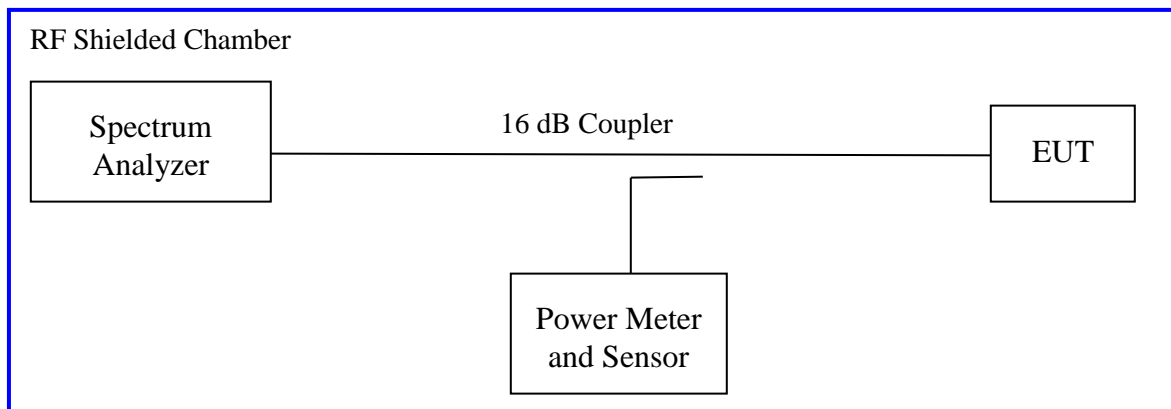 RF Shielded Chamber
Spectrum
Analyzer
16 dB Coupler
EUT
Power Meter
and Sensor